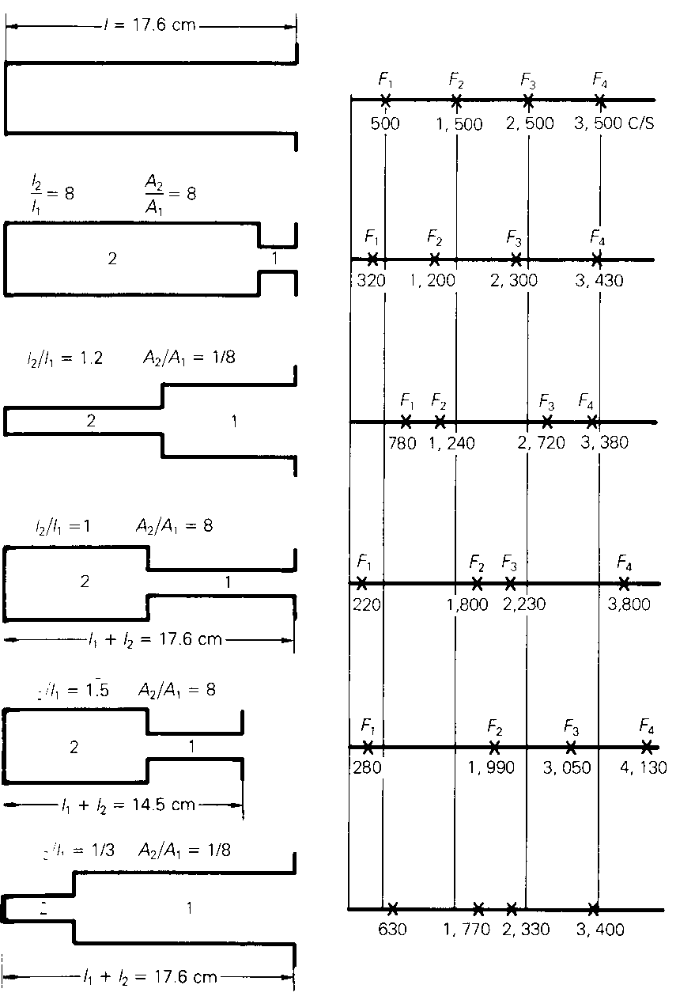 l = 17.6 cm
F1 F2 F3 F4
500 1,500 2,500 3,500 C/S
l2/l1 = 8 A2/A1 = 8
2 1
F1 F2 F3 F4
320 1,200 2,300 3,430
l2/l1 = 1.2 A2/A1 = 1/8
2 1
F1 F2 F3 F4
780 1,240 2,720 3,380
l2/l1 = 1 A2/A1 = 8
2 1
F1 F2 F3 F4
220 1,800 2,230 3,800
l1 + l2 = 17.6 cm
/l1 = 1.5 A2/A1 = 8
2 1
F1 F2 F3 F4
280 1,990 3,050 4,130
l1 + l2 = 14.5 cm
/l1 = 1/3 A2/A1 = 1/8
1
630 1,770 2,330 3,400
l1 + l2 = 17.6 cm